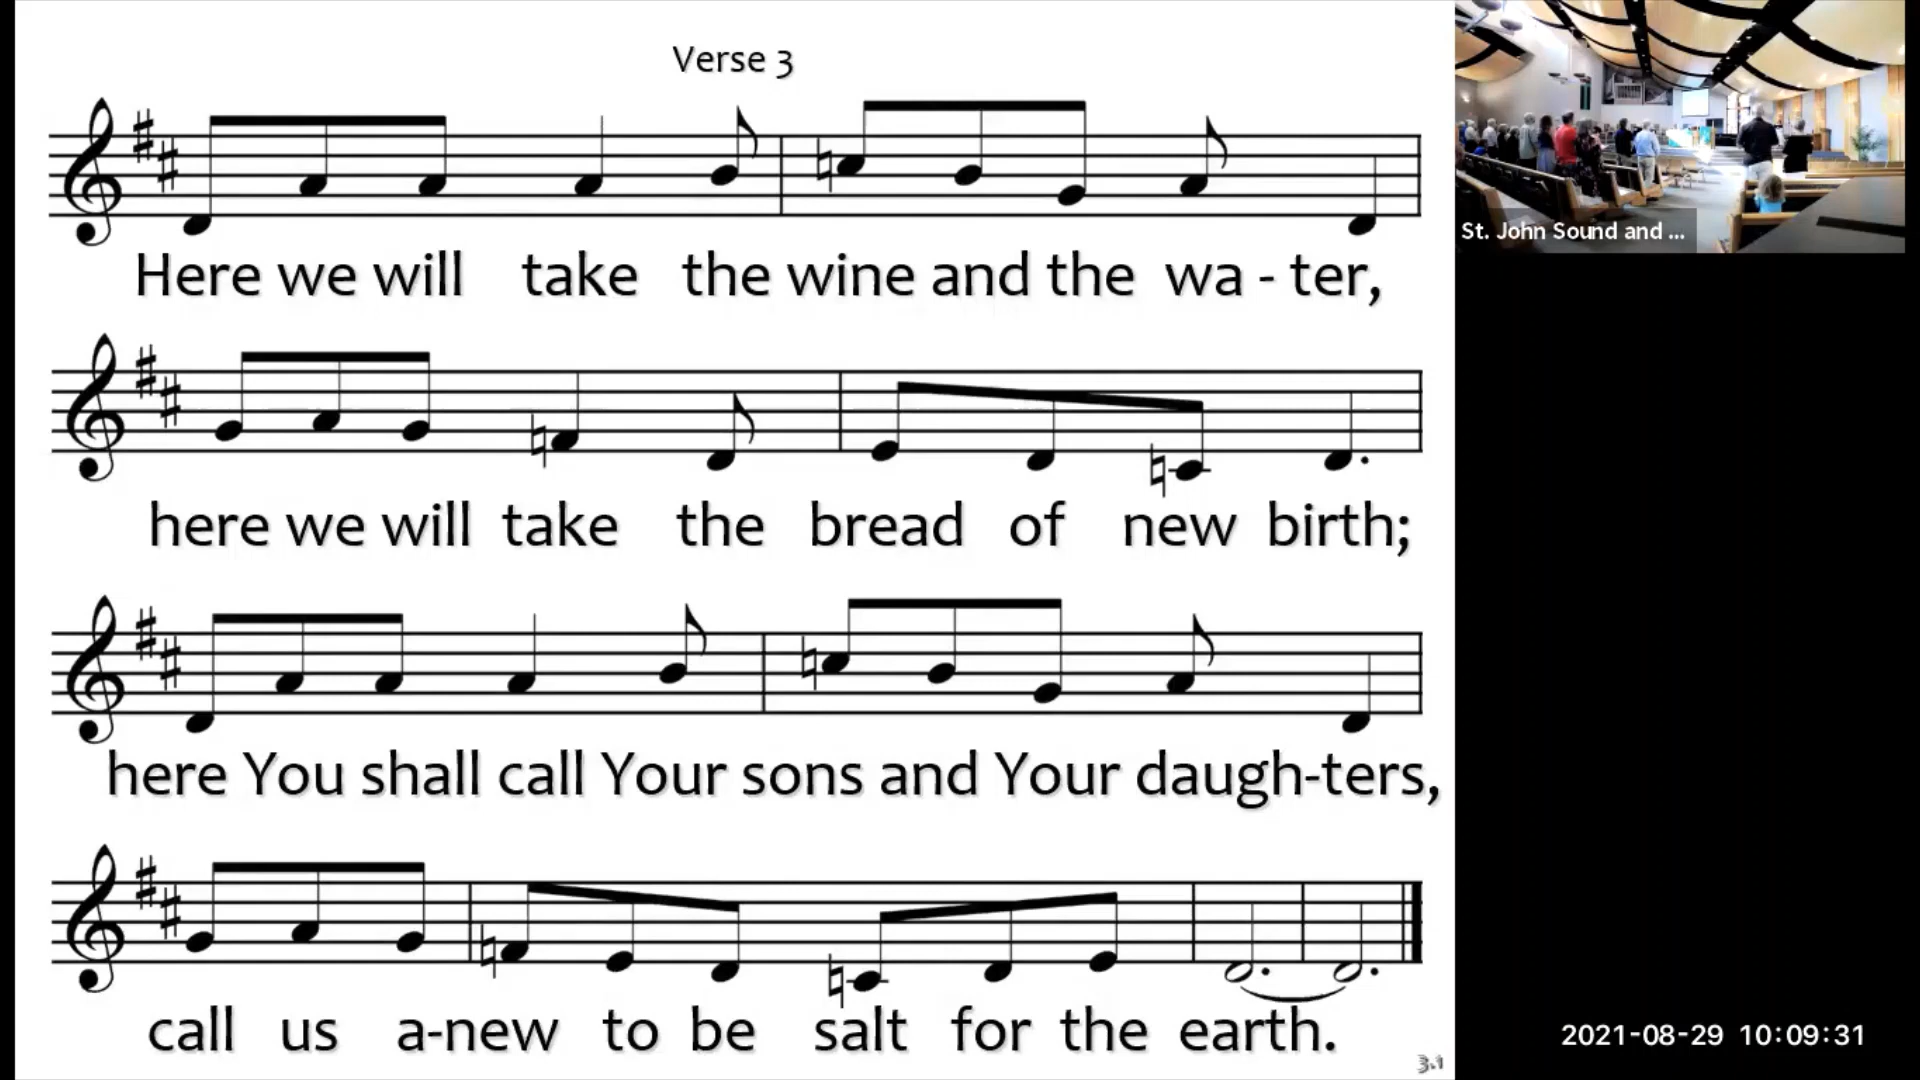 Verse 3
Here we will take the wine and the wa - ter,
here we will take the bread of new birth;
here You shall call Your sons and Your daugh-ters,
call us a-new to be salt for the earth.
3.1
St. John Sound and ...
2021-08-29 10:09:31